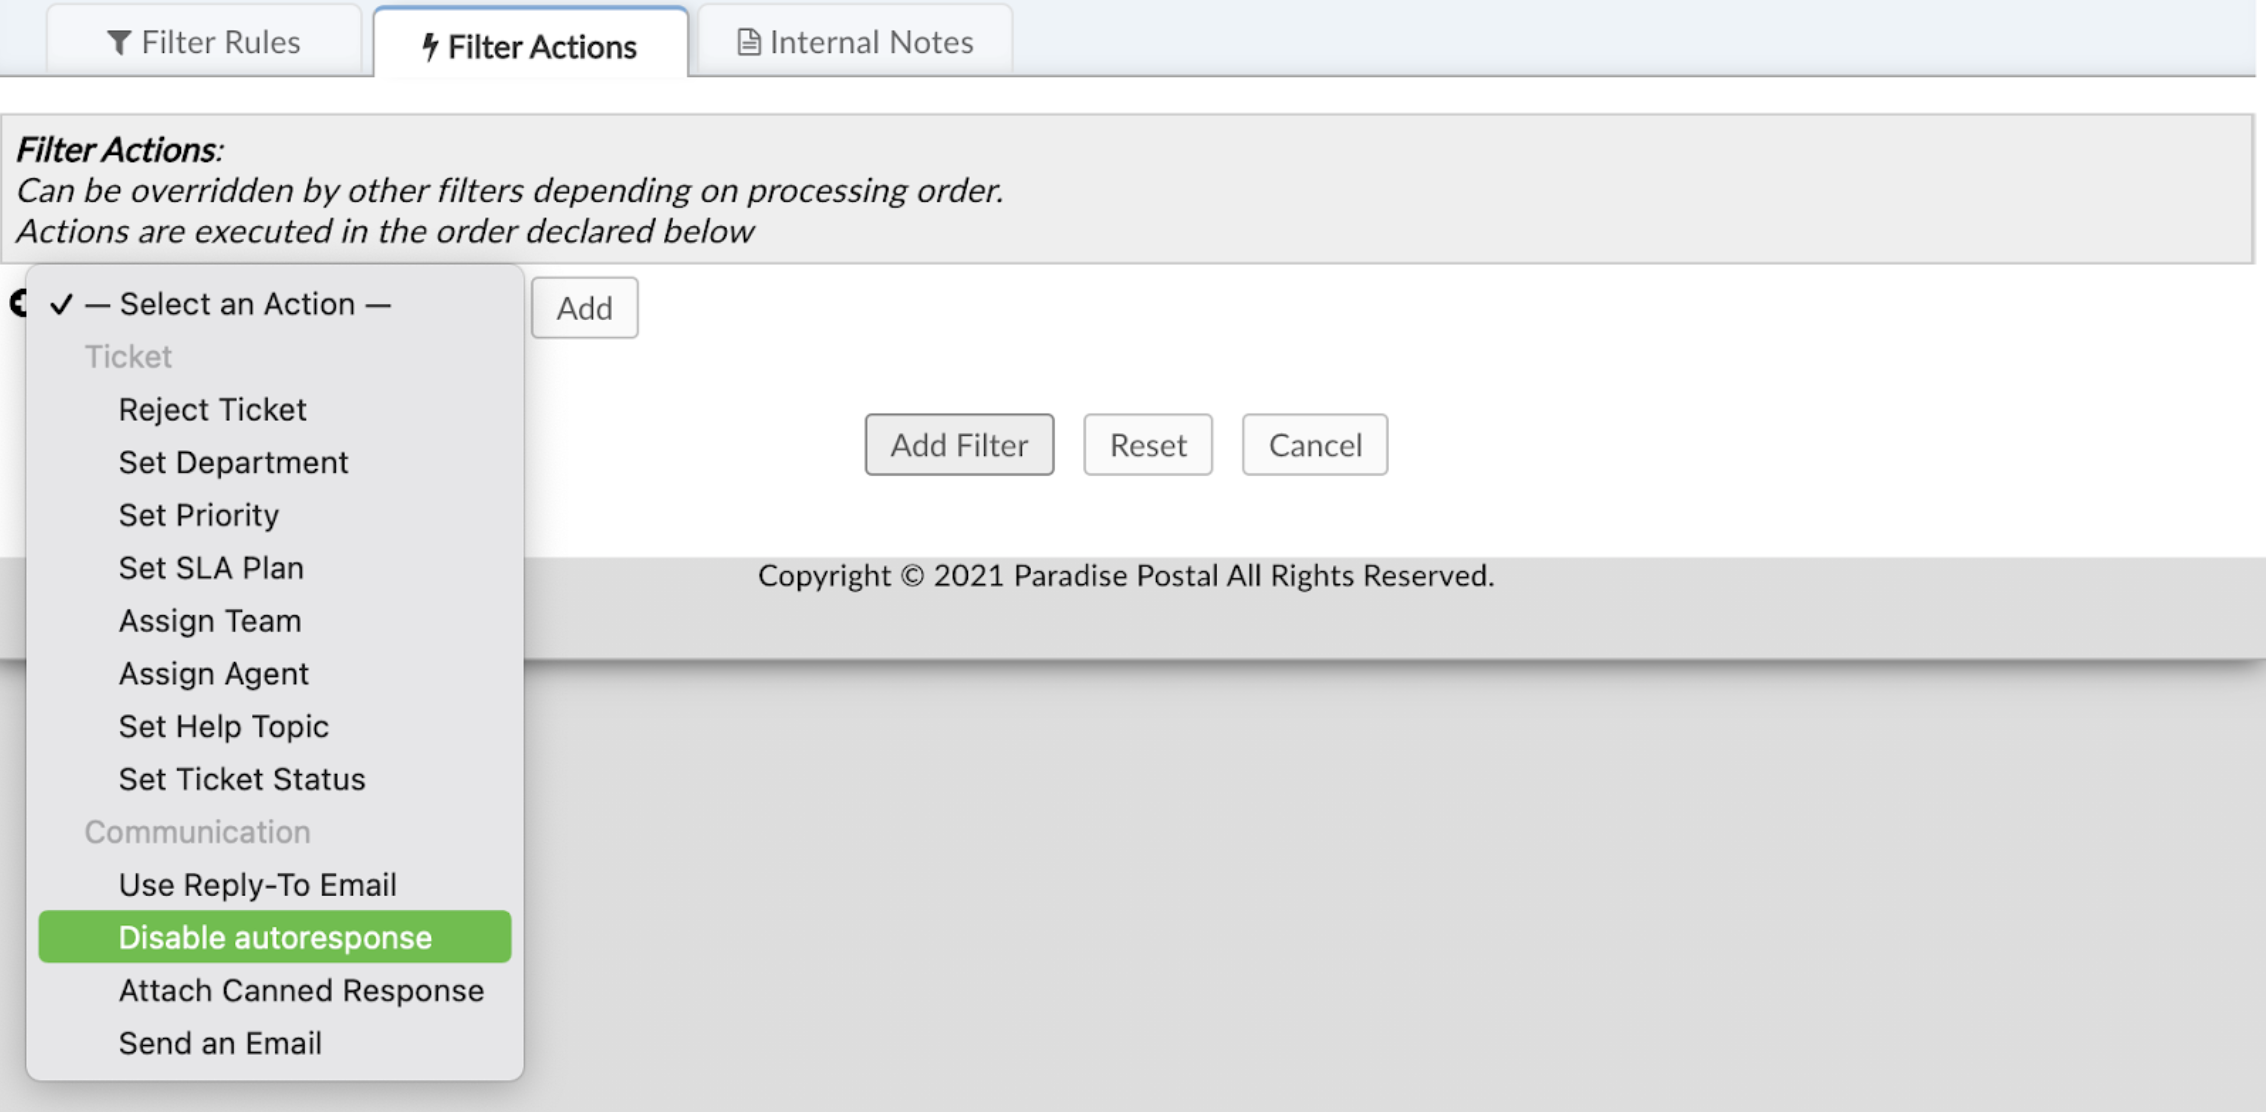 Filter Rules
Filter Actions
Internal Notes
Filter Actions:
Can be overridden by other filters depending on processing order.
Actions are executed in the order declared below
— Select an Action —
Add
Ticket
Reject Ticket
Set Department
Set Priority
Set SLA Plan
Assign Team
Assign Agent
Set Help Topic
Set Ticket Status
Communication
Use Reply-To Email
Disable autoresponse
Attach Canned Response
Send an Email
Add Filter
Reset
Cancel
Copyright © 2021 Paradise Postal All Rights Reserved.